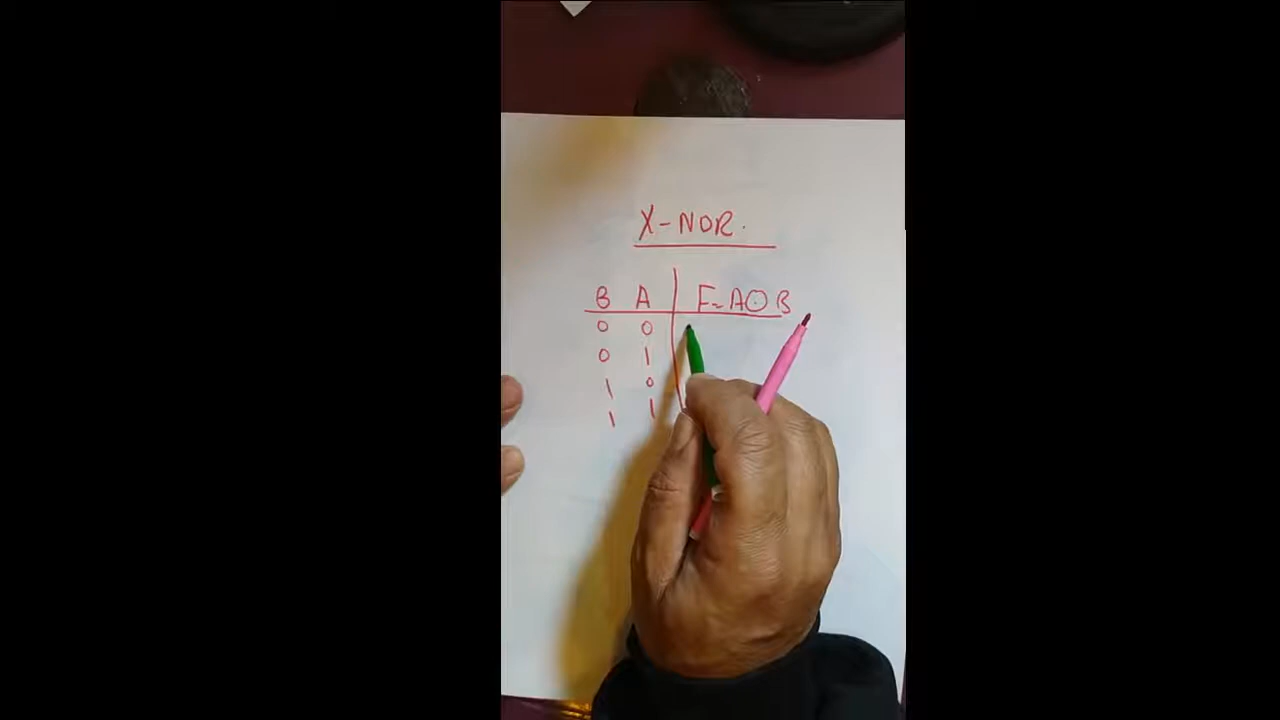 X-NOR.
B A F=A⊙B
0 0
0 1
1 0
1 1